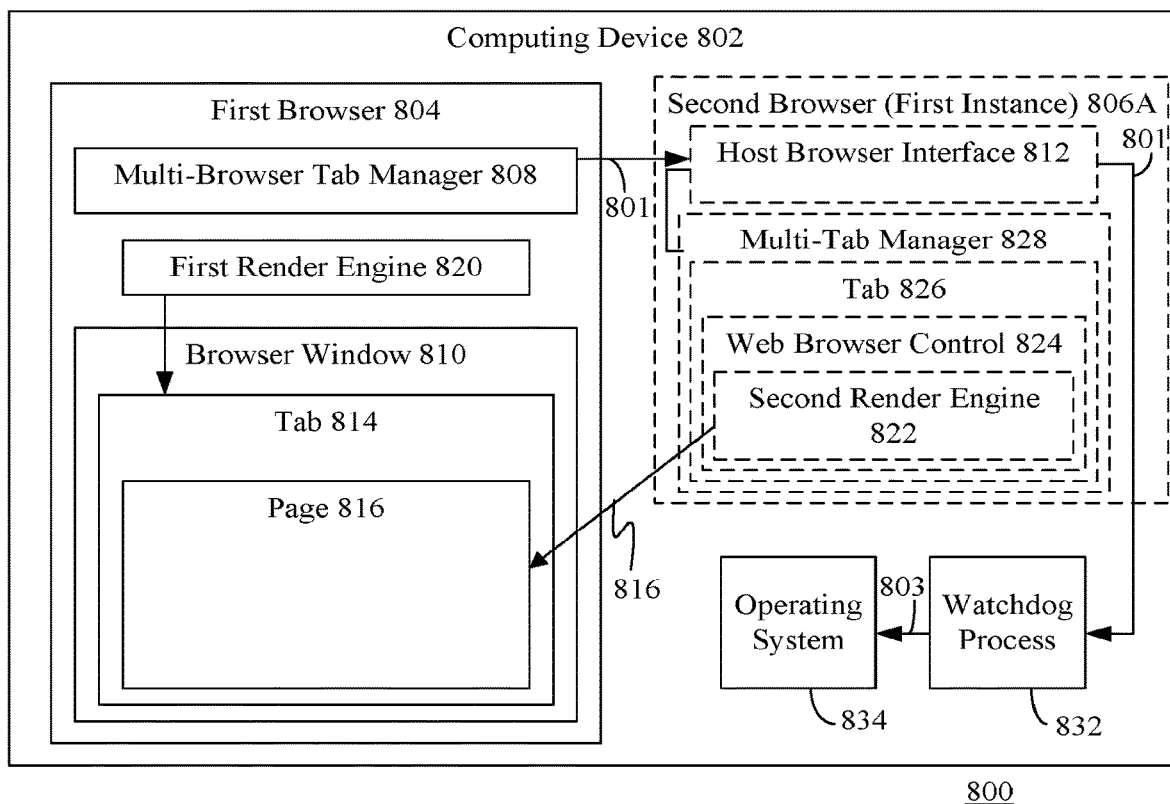 Computing Device 802
First Browser 804
Multi-Browser Tab Manager 808
801
First Render Engine 820
Browser Window 810
Tab 814
Page 816
Second Browser (First Instance) 806A
Host Browser Interface 812
801
Multi-Tab Manager 828
Tab 826
Web Browser Control 824
Second Render Engine
822
816
Operating
System
803
Watchdog
Process
834
832
800